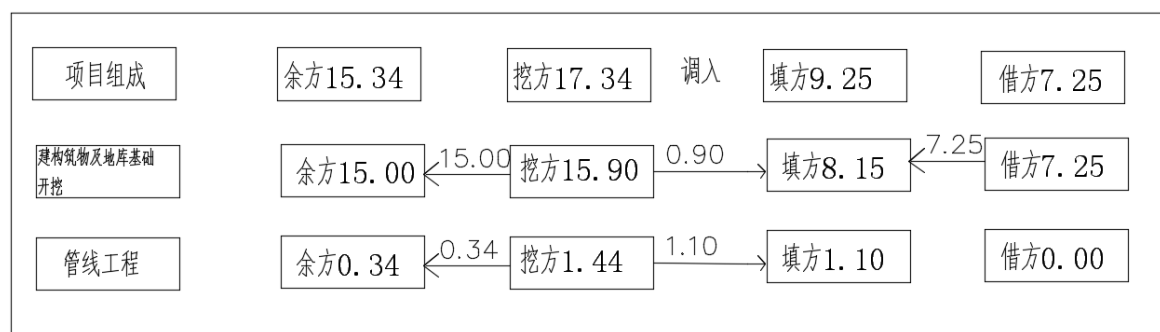 项目组成 余方15.34 挖方17.34 调入 填方9.25 借方7.25
建构筑物及地库基础
开挖
余方15.00 15.00 挖方15.90 0.90 填方8.15 7.25 借方7.25
管线工程 余方0.34 0.34 挖方1.44 1.10 填方1.10 借方0.00